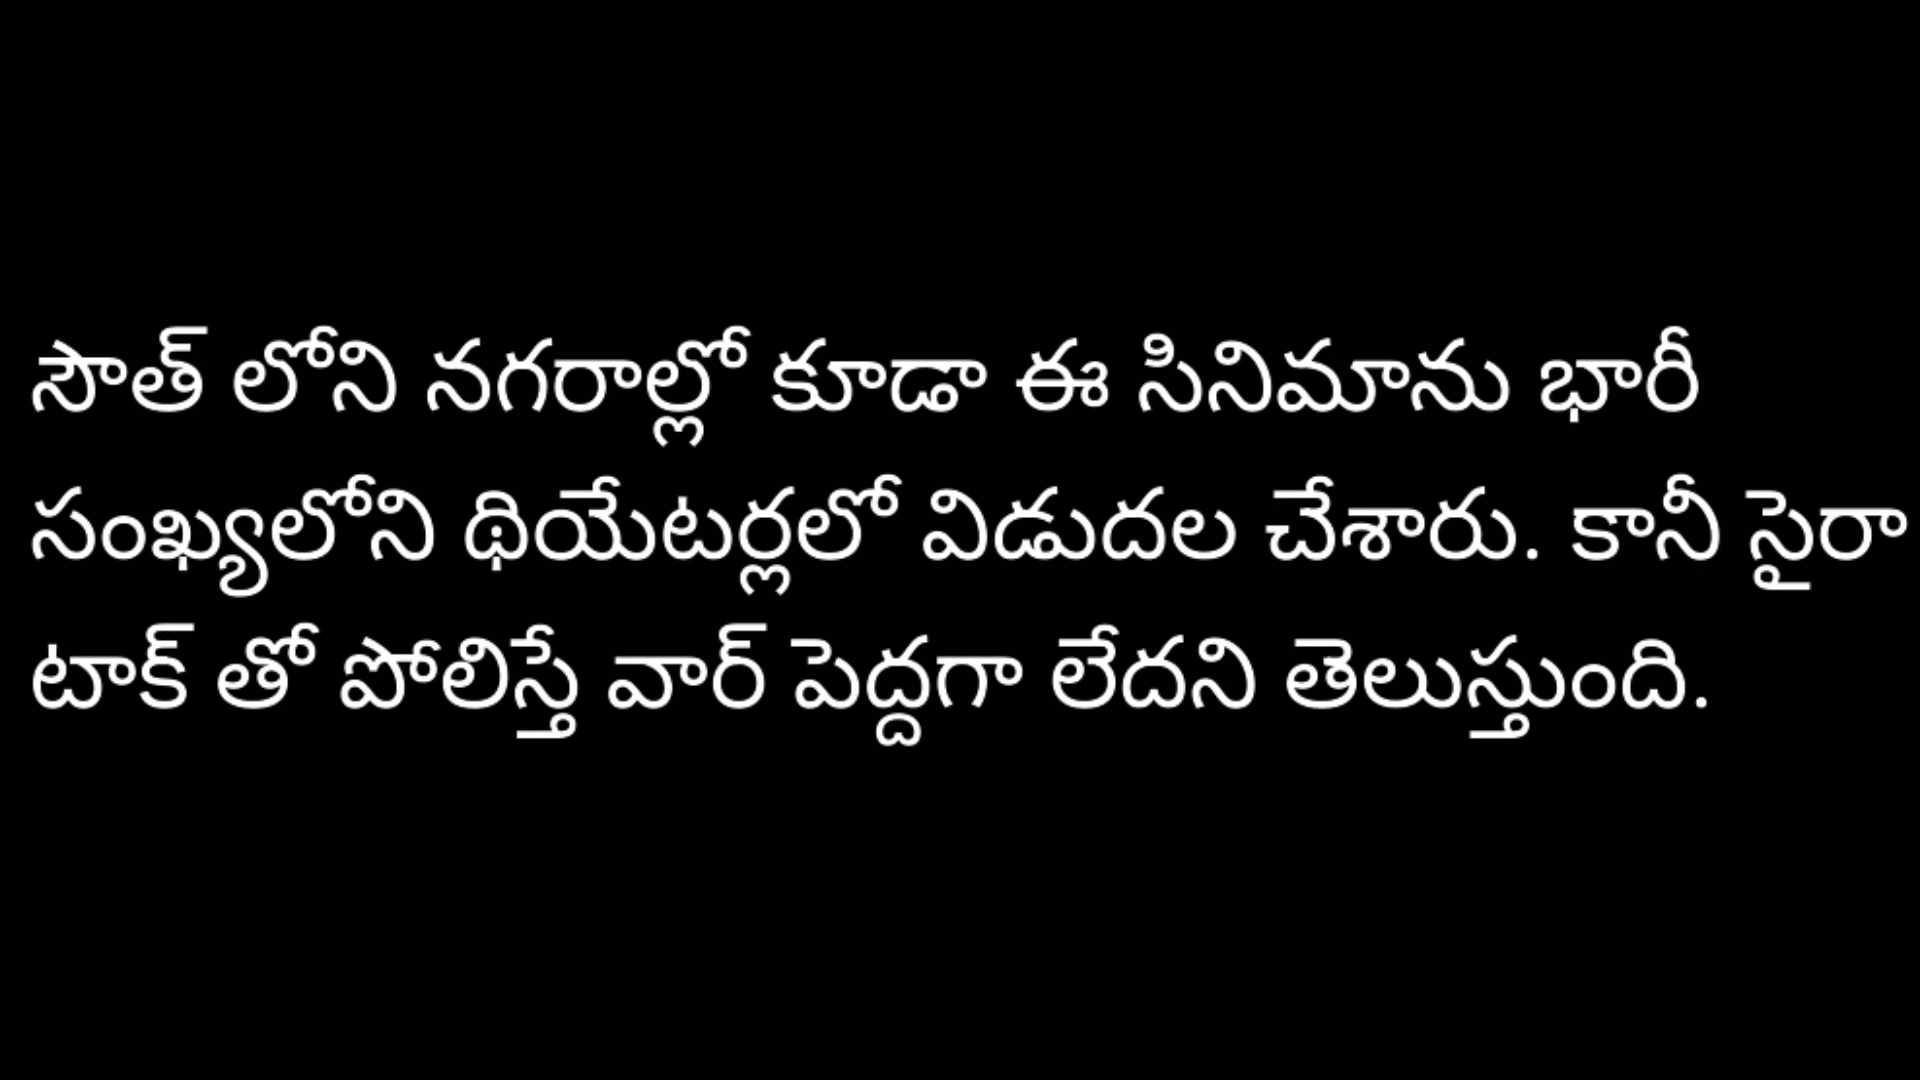 సౌత్ లోని నగరాల్లో కూడా ఈ సినిమాను భారీ
సంఖ్యలోని థియేటర్లలో విడుదల చేశారు. కానీ సైరా
టాక్ తో పోలిస్తే వార్ పెద్దగా లేదని తెలుస్తుంది.